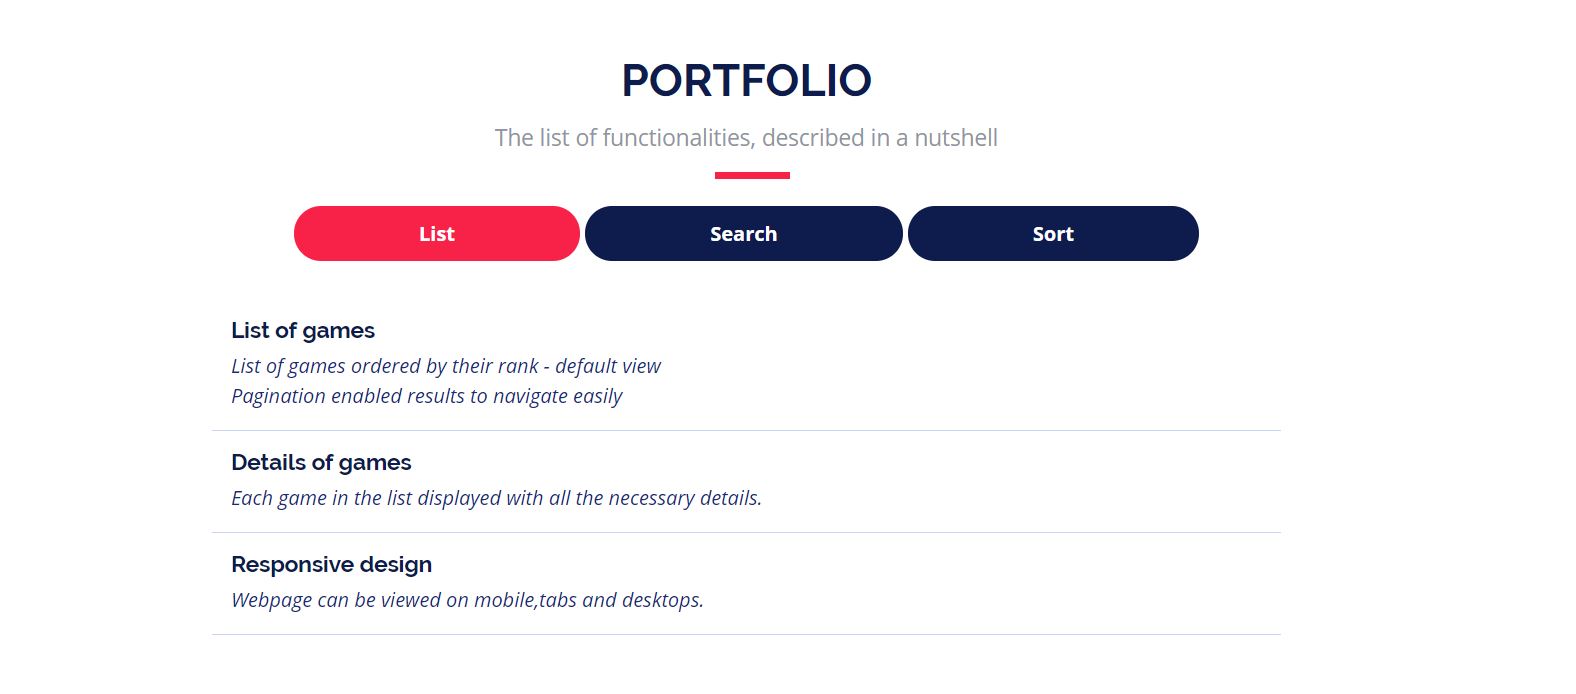 PORTFOLIO
The list of functionalities, described in a nutshell
List
Search
Sort
List of games
List of games ordered by their rank - default view
Pagination enabled results to navigate easily
Details of games
Each game in the list displayed with all the necessary details.
Responsive design
Webpage can be viewed on mobile,tabs and desktops.